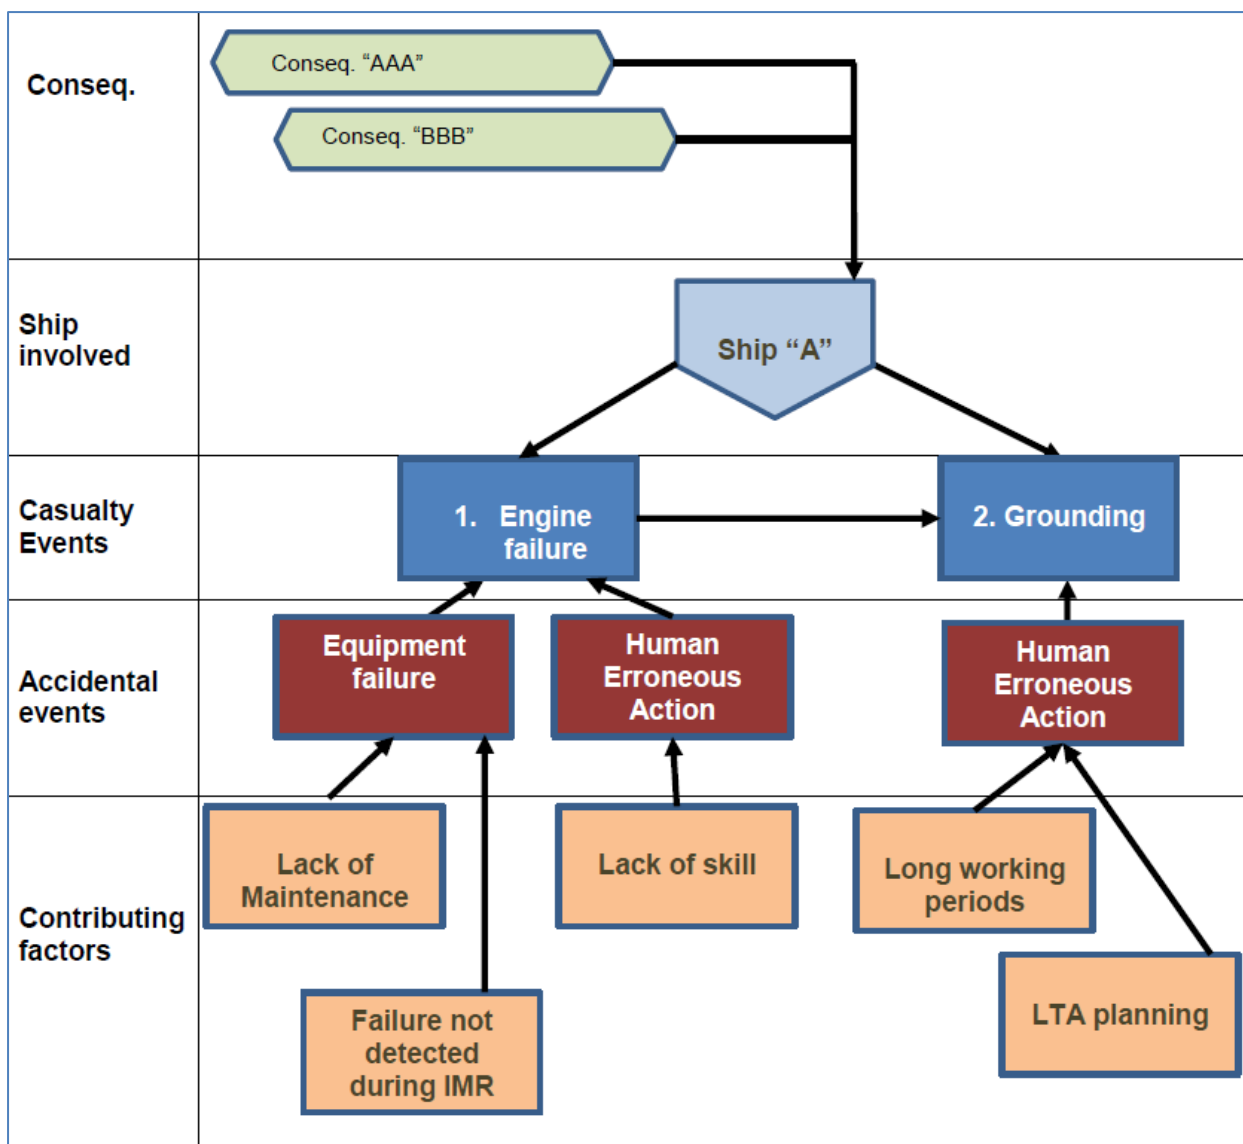 Conseq.
Conseq. “AAA”
Conseq. “BBB”
Ship
involved
Ship “A”
Casualty
Events
1. Engine
failure
2. Grounding
Accidental
events
Equipment
failure
Human
Erroneous
Action
Human
Erroneous
Action
Contributing
factors
Lack of
Maintenance
Lack of skill
Long working
periods
Failure not
detected
during IMR
LTA planning